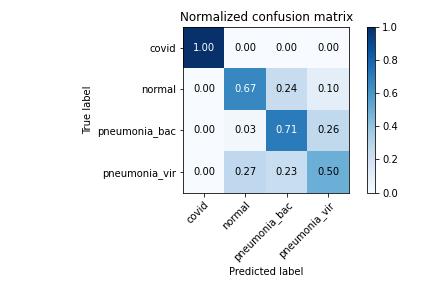 Normalized confusion matrix
True label
covid 1.00 0.00 0.00 0.00
normal 0.00 0.67 0.24 0.10
pneumonia_bac 0.00 0.03 0.71 0.26
pneumonia_vir 0.00 0.27 0.23 0.50
covid normal pneumonia_bac pneumonia_vir
Predicted label
1.0
0.8
0.6
0.4
0.2
0.0